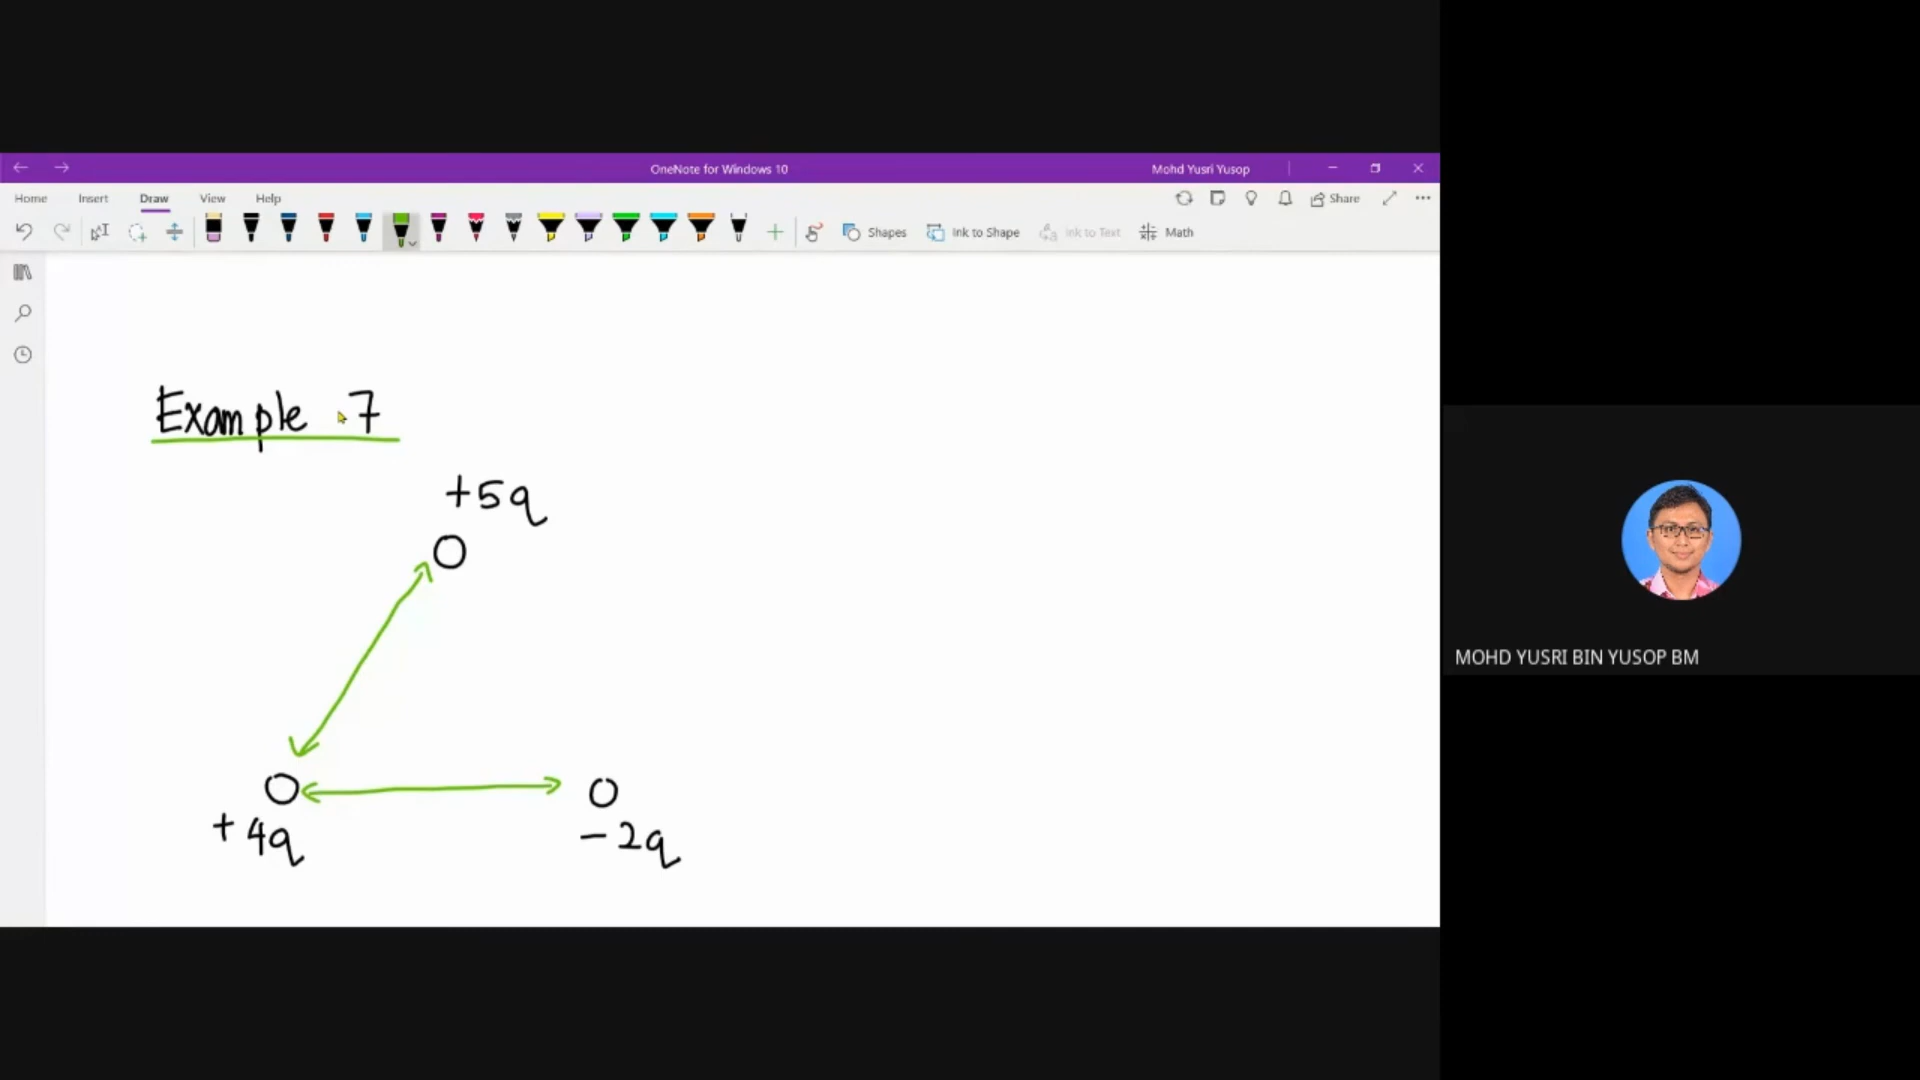 OneNote for Windows 10
Mohd Yusri Yusop
Home Insert Draw View Help
Share
Shapes Ink to Shape Ink to Text Math
Example 7
+5q
+4q
-2q
MOHD YUSRI BIN YUSOP BM